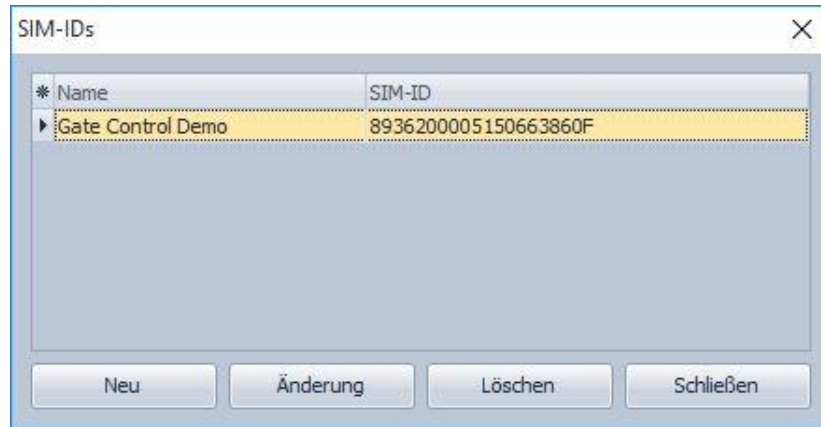 SIM-IDs
Name SIM-ID
Gate Control Demo 8936200005150663860F
Neu Änderung Löschen Schließen